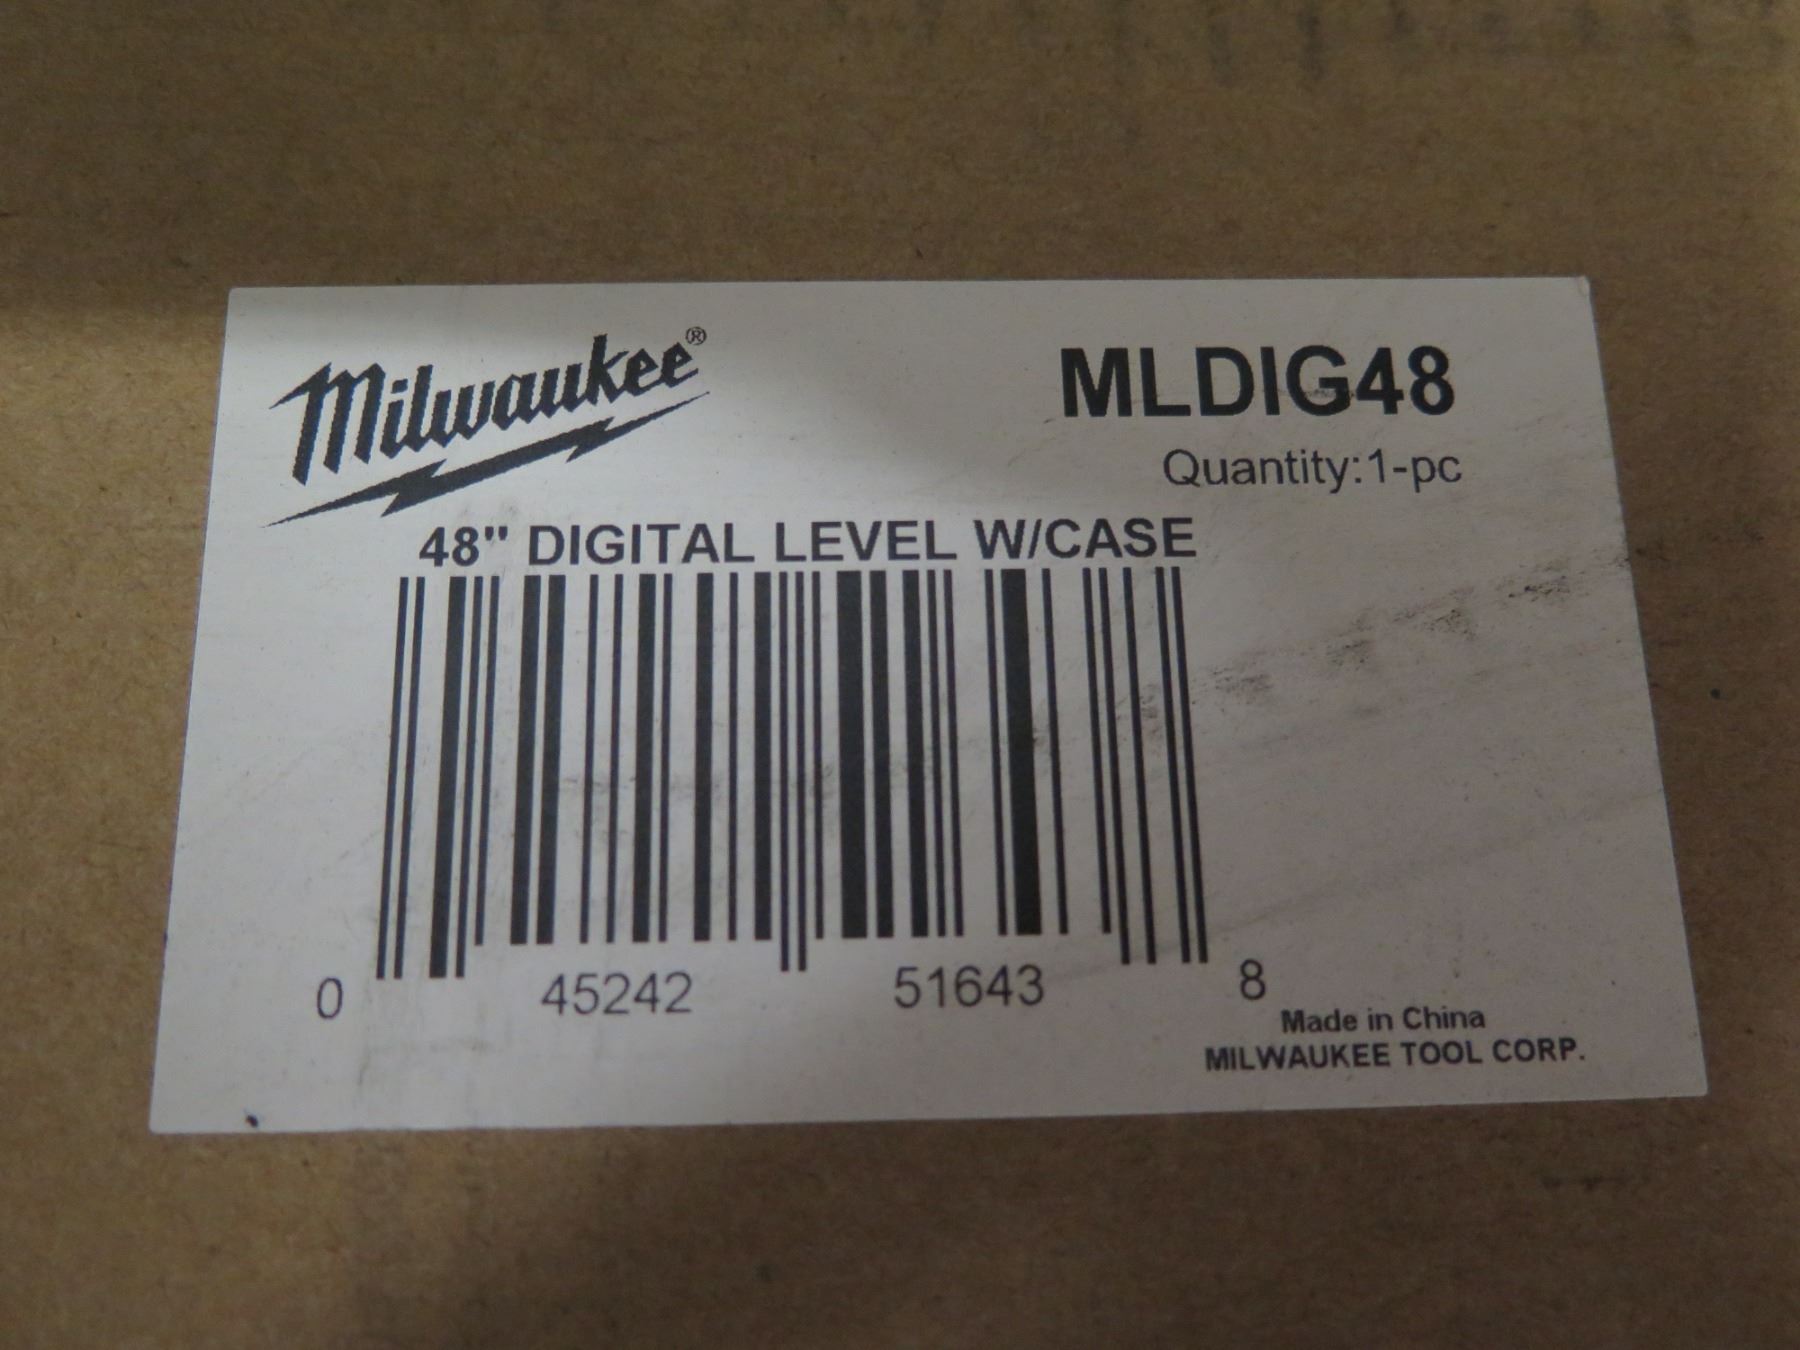 Milwaukee®
MLDIG48
Quantity:1-pc
48" DIGITAL LEVEL W/CASE
0 45242 51643 8
Made in China
MILWAUKEE TOOL CORP.